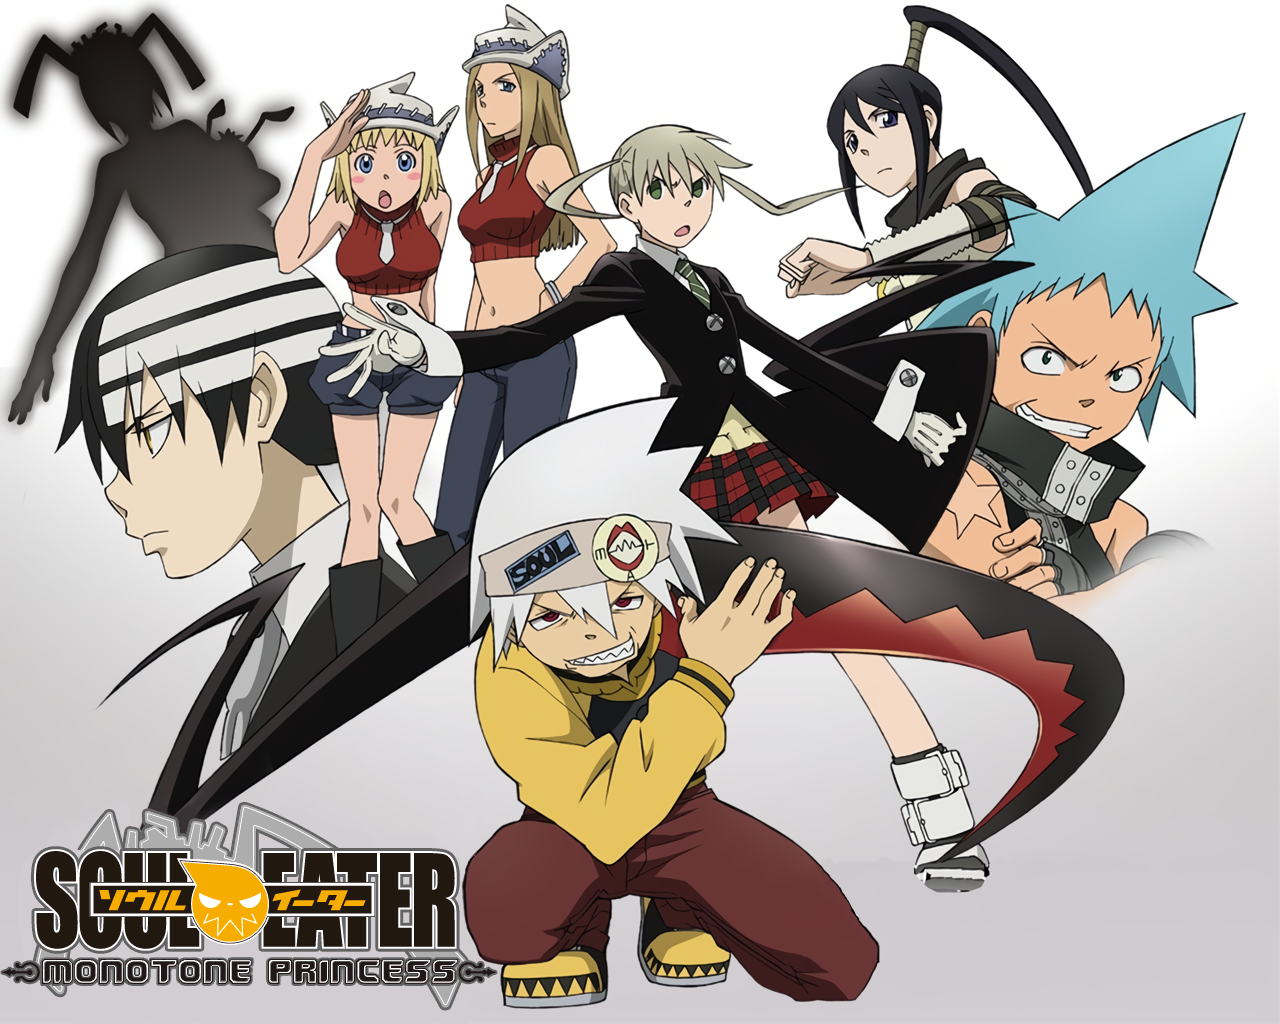 SOUL
M T
A
SOUL EATER
ソウル イーター
MONOTONE PRINCESS